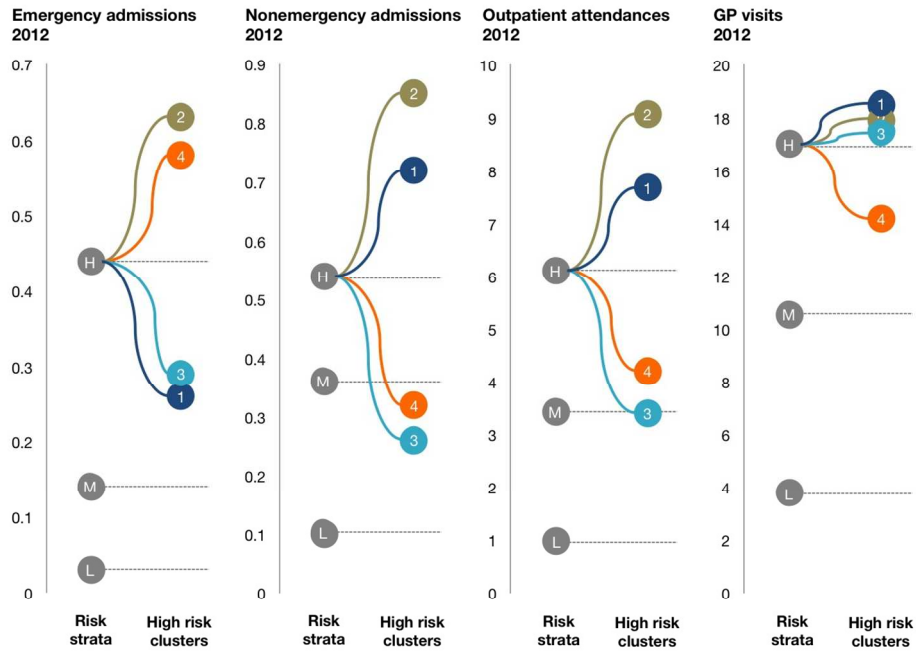 Emergency admissions
2012
0.7
0.6
0.5
0.4
0.3
0.2
0.1
0
H
M
L
2
4
3
1
Risk
strata
High risk
clusters
Nonemergency admissions
2012
0.9
0.8
0.7
0.6
0.5
0.4
0.3
0.2
0.1
0
H
M
L
2
1
4
3
Risk
strata
High risk
clusters
Outpatient attendances
2012
10
9
8
7
6
5
4
3
2
1
0
H
M
L
2
1
4
3
Risk
strata
High risk
clusters
GP visits
2012
20
18
16
14
12
10
8
6
4
2
0
H
M
L
1
3
4
Risk
strata
High risk
clusters